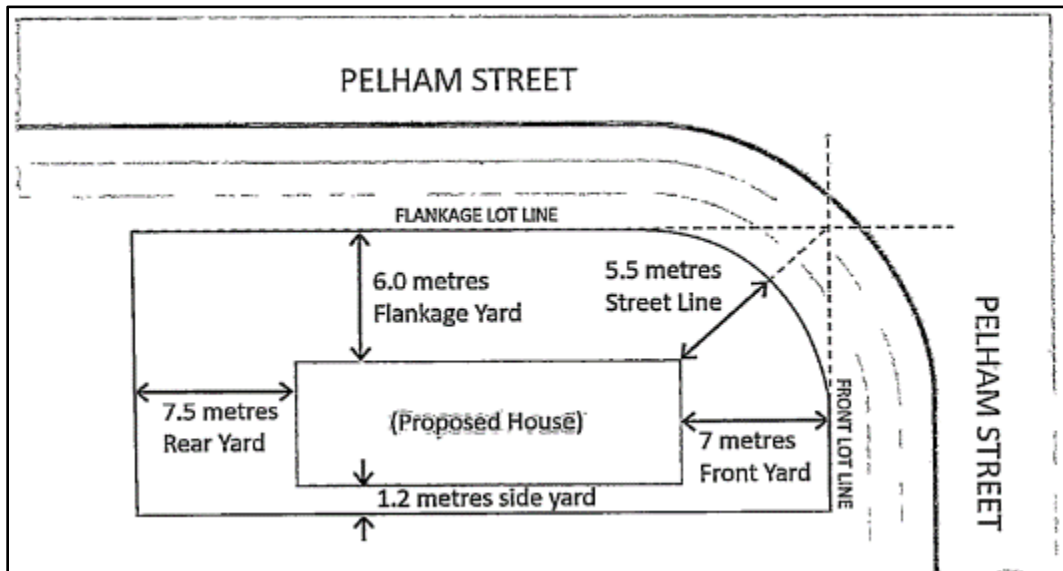 PELHAM STREET
FLANKAGE LOT LINE
6.0 metres
Flankage Yard
5.5 metres
Street Line
PELHAM STREET
7.5 metres
Rear Yard
(Proposed House)
7 metres
Front Yard
FRONT LOT LINE
1.2 metres side yard